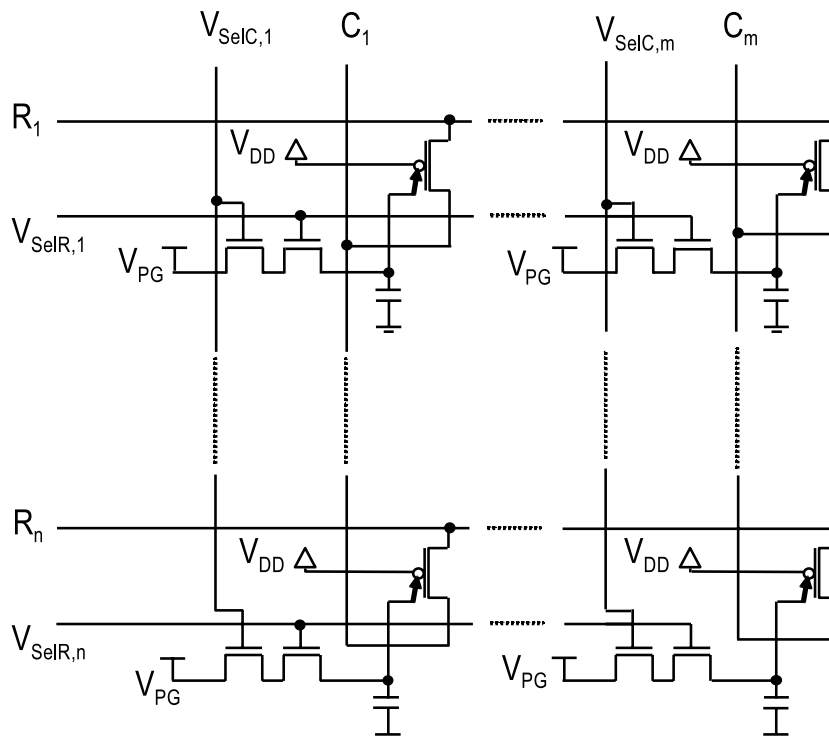 V_SelC,1 C_1 V_SelC,m C_m
R_1
V_DD V_DD
V_SelR,1
V_PG V_PG
R_n
V_DD V_DD
V_SelR,n
V_PG V_PG